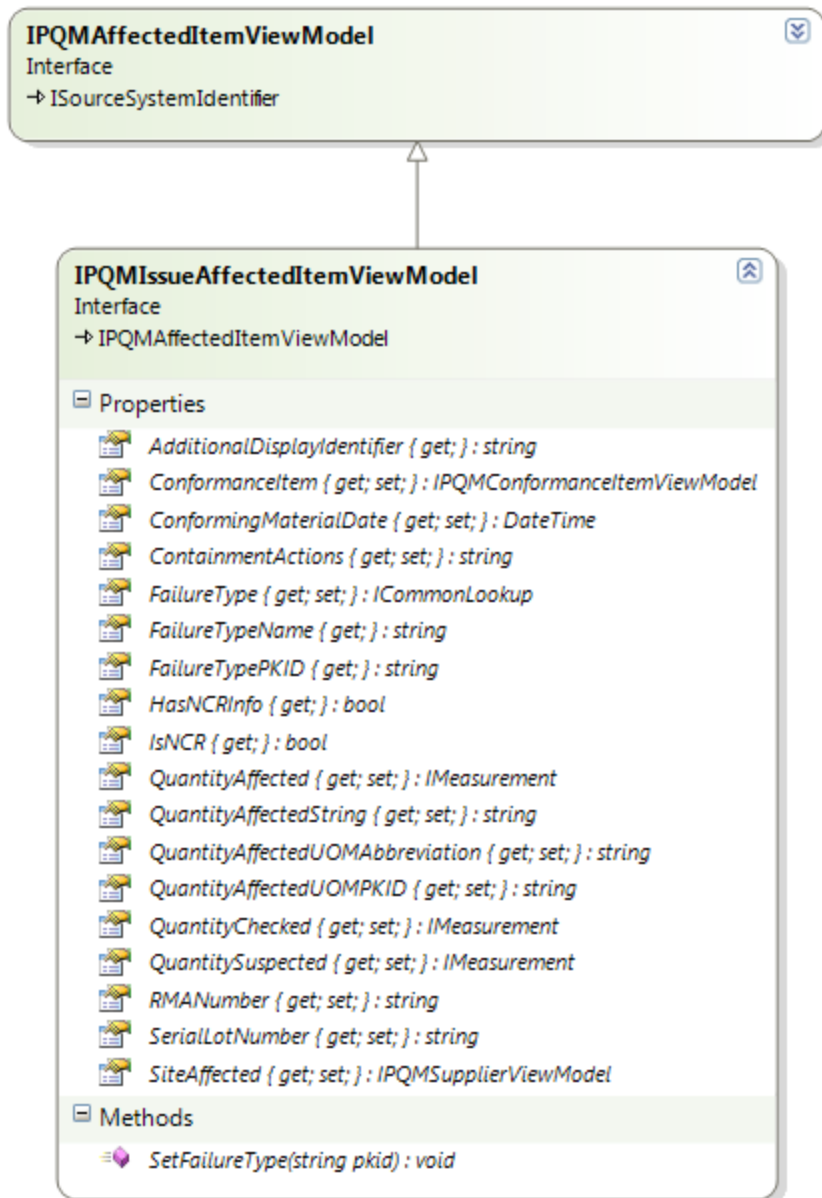 IPQMAffectedItemViewModel
Interface
ISourceSystemIdentifier
IPQMIssueAffectedItemViewModel
Interface
IPQMAffectedItemViewModel
Properties
AdditionalDisplayIdentifier { get; } : string
ConformanceItem { get; set; } : IPQMConformanceItemViewModel
ConformingMaterialDate { get; set; } : DateTime
ContainmentActions { get; set; } : string
FailureType { get; set; } : ICommonLookup
FailureTypeName { get; } : string
FailureTypePKID { get; } : string
HasNCRInfo { get; } : bool
IsNCR { get; } : bool
QuantityAffected { get; set; } : IMeasurement
QuantityAffectedString { get; set; } : string
QuantityAffectedUOMAbbreviation { get; set; } : string
QuantityAffectedUOMPKID { get; set; } : string
QuantityChecked { get; set; } : IMeasurement
QuantitySuspected { get; set; } : IMeasurement
RMANumber { get; set; } : string
SerialLotNumber { get; set; } : string
SiteAffected { get; set; } : IPQMSupplierViewModel
Methods
SetFailureType(string pkid) : void